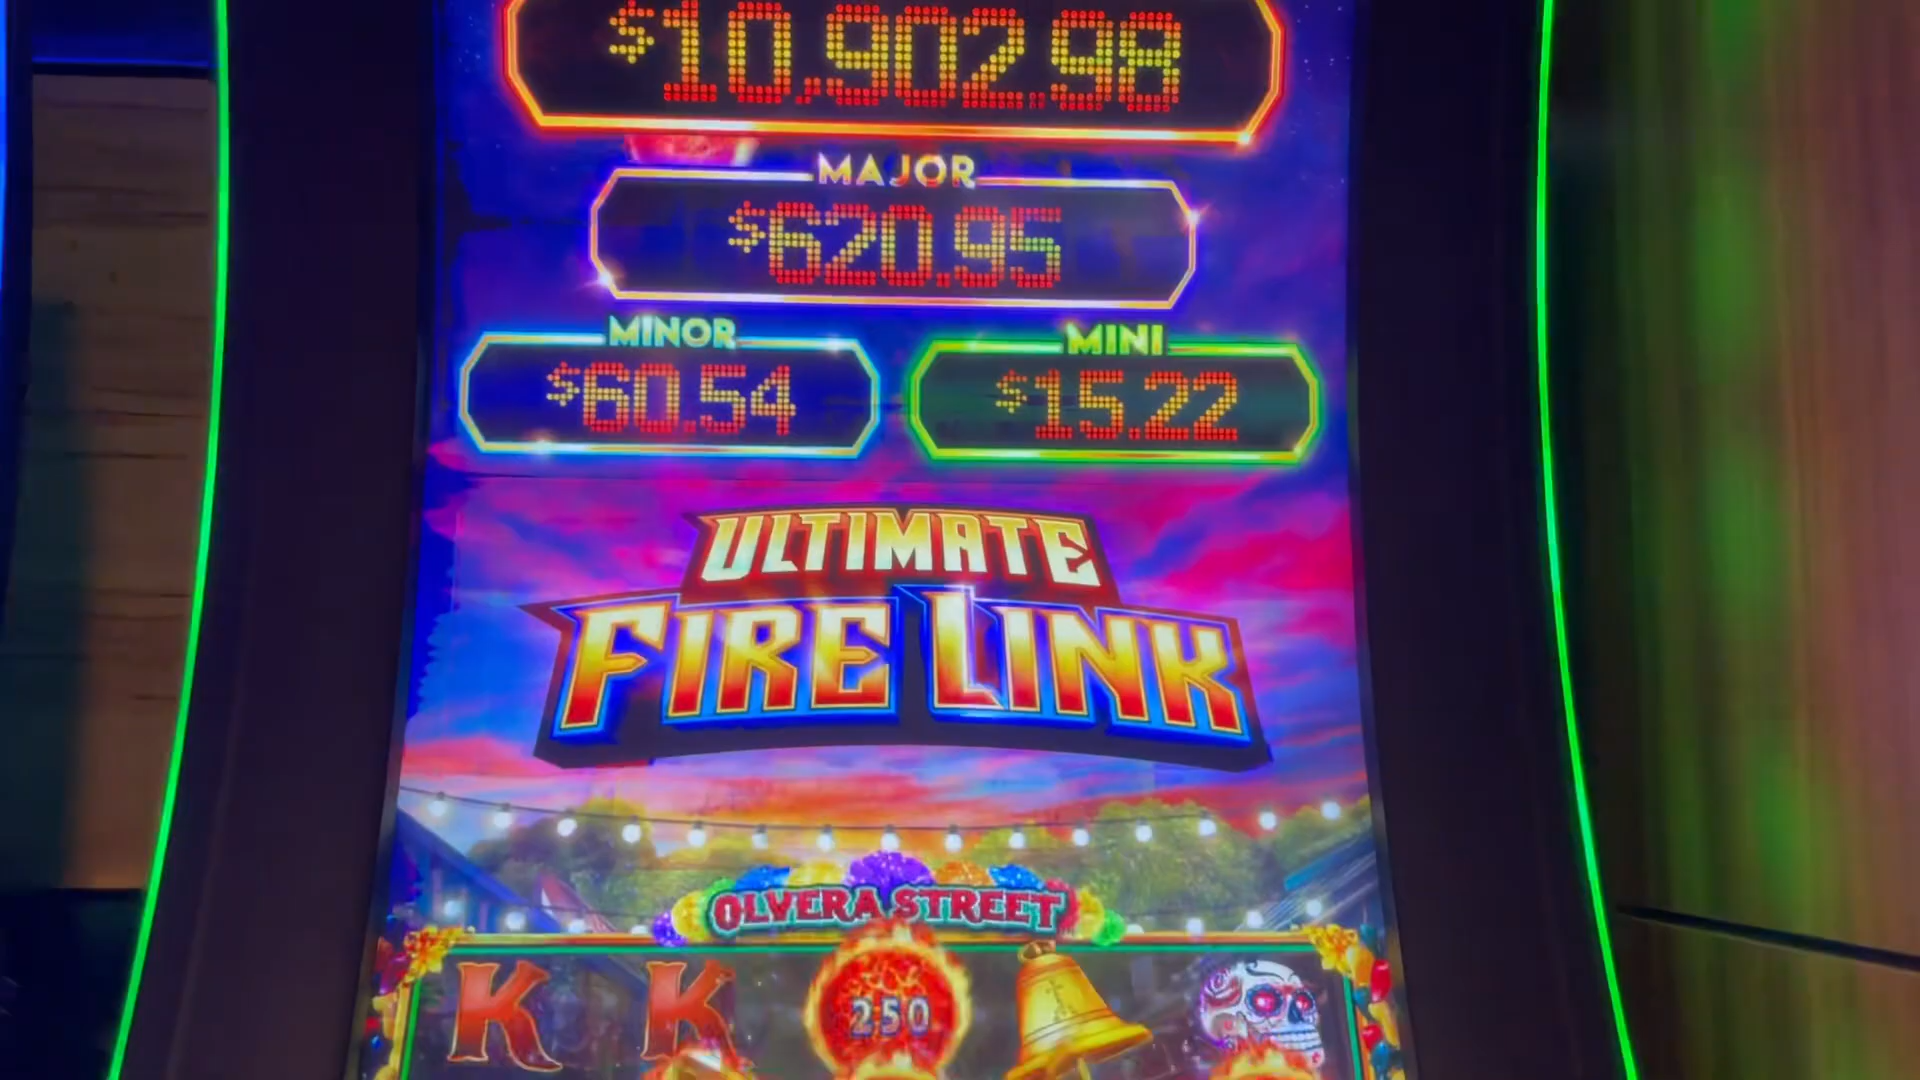 $10,902.98
MAJOR
$620.95
MINOR
MINI
$60.54
$15.22
ULTIMATE
FIRE LINK
OLVERA STREET
K K 250